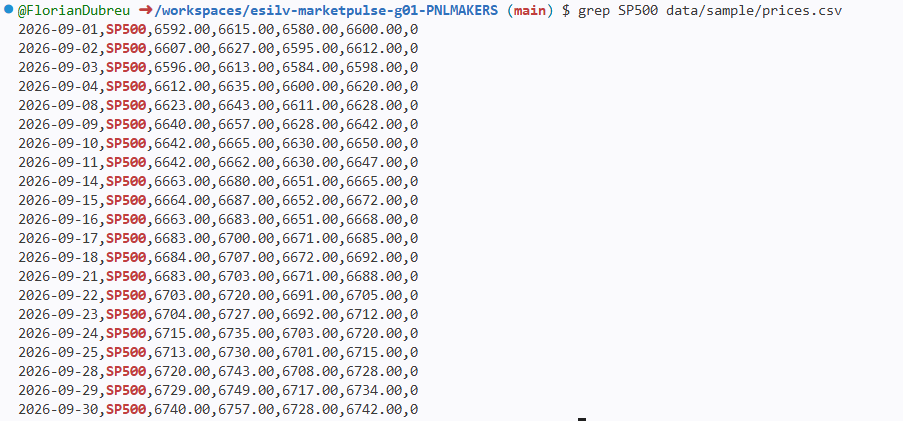 @FlorianDubreu ➜ /workspaces/esilv-marketpulse-g01-PNLMAKERS (main) $ grep SP500 data/sample/prices.csv
2026-09-01,SP500,6592.00,6615.00,6580.00,6600.00,0
2026-09-02,SP500,6607.00,6627.00,6595.00,6612.00,0
2026-09-03,SP500,6596.00,6613.00,6584.00,6598.00,0
2026-09-04,SP500,6612.00,6635.00,6600.00,6620.00,0
2026-09-08,SP500,6623.00,6643.00,6611.00,6628.00,0
2026-09-09,SP500,6640.00,6657.00,6628.00,6642.00,0
2026-09-10,SP500,6642.00,6665.00,6630.00,6650.00,0
2026-09-11,SP500,6642.00,6662.00,6630.00,6647.00,0
2026-09-14,SP500,6663.00,6680.00,6651.00,6665.00,0
2026-09-15,SP500,6664.00,6687.00,6652.00,6672.00,0
2026-09-16,SP500,6663.00,6683.00,6651.00,6668.00,0
2026-09-17,SP500,6683.00,6700.00,6671.00,6685.00,0
2026-09-18,SP500,6684.00,6707.00,6672.00,6692.00,0
2026-09-21,SP500,6683.00,6703.00,6671.00,6688.00,0
2026-09-22,SP500,6703.00,6720.00,6691.00,6705.00,0
2026-09-23,SP500,6704.00,6727.00,6692.00,6712.00,0
2026-09-24,SP500,6715.00,6735.00,6703.00,6720.00,0
2026-09-25,SP500,6713.00,6730.00,6701.00,6715.00,0
2026-09-28,SP500,6720.00,6743.00,6708.00,6728.00,0
2026-09-29,SP500,6729.00,6749.00,6717.00,6734.00,0
2026-09-30,SP500,6740.00,6757.00,6728.00,6742.00,0